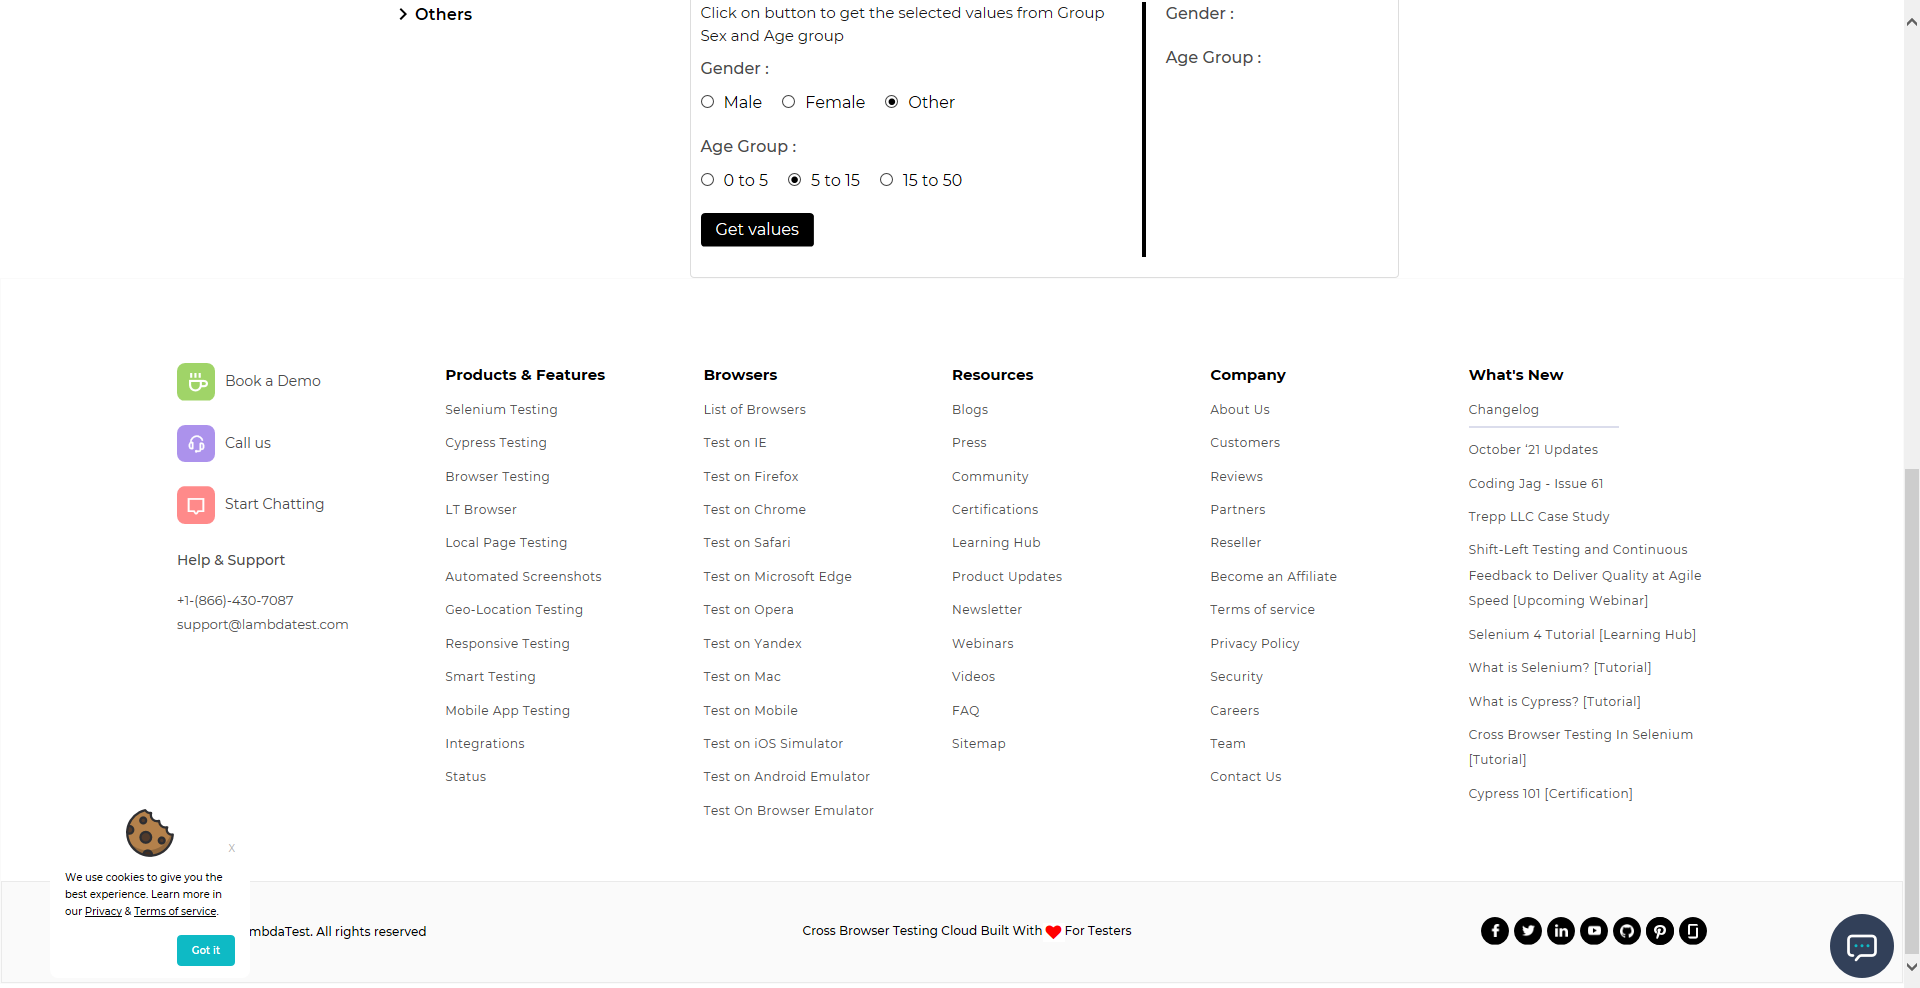 Others
Click on button to get the selected values from Group
Sex and Age group
Gender :
Male Female Other
Age Group :
0 to 5 5 to 15 15 to 50
Get values
Gender :
Age Group :
Book a Demo
Call us
Start Chatting
Help & Support
+1-(866)-430-7087
support@lambdatest.com
Products & Features
Selenium Testing
Cypress Testing
Browser Testing
LT Browser
Local Page Testing
Automated Screenshots
Geo-Location Testing
Responsive Testing
Smart Testing
Mobile App Testing
Integrations
Status
Browsers
List of Browsers
Test on IE
Test on Firefox
Test on Chrome
Test on Safari
Test on Microsoft Edge
Test on Opera
Test on Yandex
Test on Mac
Test on Mobile
Test on iOS Simulator
Test on Android Emulator
Test On Browser Emulator
Resources
Blogs
Press
Community
Certifications
Learning Hub
Product Updates
Newsletter
Webinars
Videos
FAQ
Sitemap
Company
About Us
Customers
Reviews
Partners
Reseller
Become an Affiliate
Terms of service
Privacy Policy
Security
Careers
Team
Contact Us
What's New
Changelog
October '21 Updates
Coding Jag - Issue 61
Trepp LLC Case Study
Shift-Left Testing and Continuous
Feedback to Deliver Quality at Agile
Speed [Upcoming Webinar]
Selenium 4 Tutorial [Learning Hub]
What is Selenium? [Tutorial]
What is Cypress? [Tutorial]
Cross Browser Testing In Selenium
[Tutorial]
Cypress 101 [Certification]
X
We use cookies to give you the
best experience. Learn more in
our Privacy & Terms of service.
Got it
mbdaTest. All rights reserved
Cross Browser Testing Cloud Built With For Testers